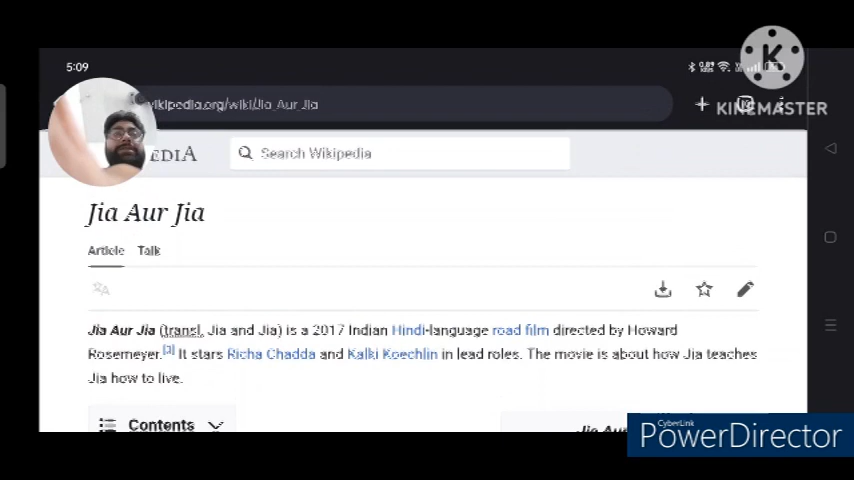 5:09
wikipedia.org/wiki/Jia_Aur_Jia
KINEMASTER
EDIA
Search Wikipedia
Jia Aur Jia
Article Talk
Jia Aur Jia (transl. Jia and Jia) is a 2017 Indian Hindi-language road film directed by Howard
Rosemeyer.[3] It stars Richa Chadda and Kalki Koechlin in lead roles. The movie is about how Jia teaches
Jia how to live.
Contents
Jia Aur
CyberLink
PowerDirector